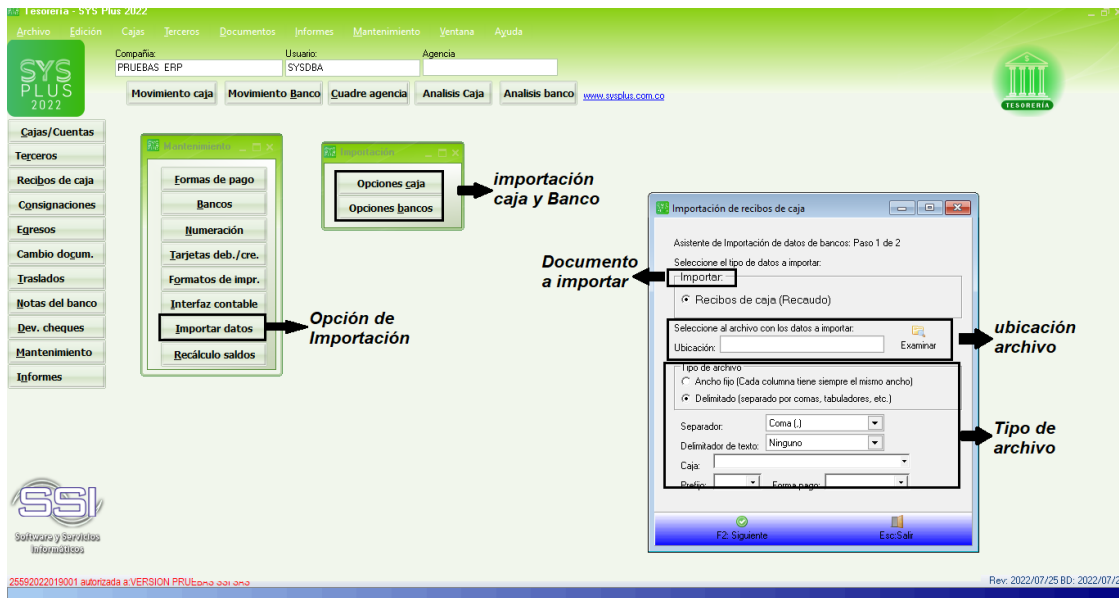 Tesorería - SYS Plus 2022
Archivo Edición Cajas Terceros Documentos Informes Mantenimiento Ventana Ayuda
Compañia: Usuario: Agencia
PRUEBAS ERP SYSDBA
SYS PLUS 2022
Movimiento caja Movimiento Banco Cuadre agencia Analisis Caja Analisis banco www.sysplus.com.co
TESORERÍA
Cajas/Cuentas
Terceros
Recibos de caja
Consignaciones
Egresos
Cambio docum.
Traslados
Notas del banco
Dev. cheques
Mantenimiento
Informes
Mantenimiento
Formas de pago
Bancos
Numeración
Tarjetas deb./cre.
Formatos de impr.
Interfaz contable
Importar datos
Recálculo saldos
Opción de
Importación
Importación
Opciones caja
Opciones bancos
importación
caja y Banco
Documento
a importar
Importación de recibos de caja
Asistente de Importación de datos de bancos: Paso 1 de 2
Seleccione el tipo de datos a importar:
Importar:
Recibos de caja (Recaudo)
Seleccione al archivo con los datos a importar:
Ubicación: Examinar
ubicación
archivo
Tipo de archivo
Ancho fijo (Cada columna tiene siempre el mismo ancho)
Delimitado (separado por comas, tabuladores, etc.)
Separador: Coma (,)
Delimitador de texto: Ninguno
Caja:
Prefijo: Forma pago:
Tipo de
archivo
F2: Siguiente Esc:Salir
SSI
Software y Servicios
Informáticos
25592022019001 autorizada a:VERSION PRUEBAS SSI SAS
Rev: 2022/07/25 BD: 2022/07/2